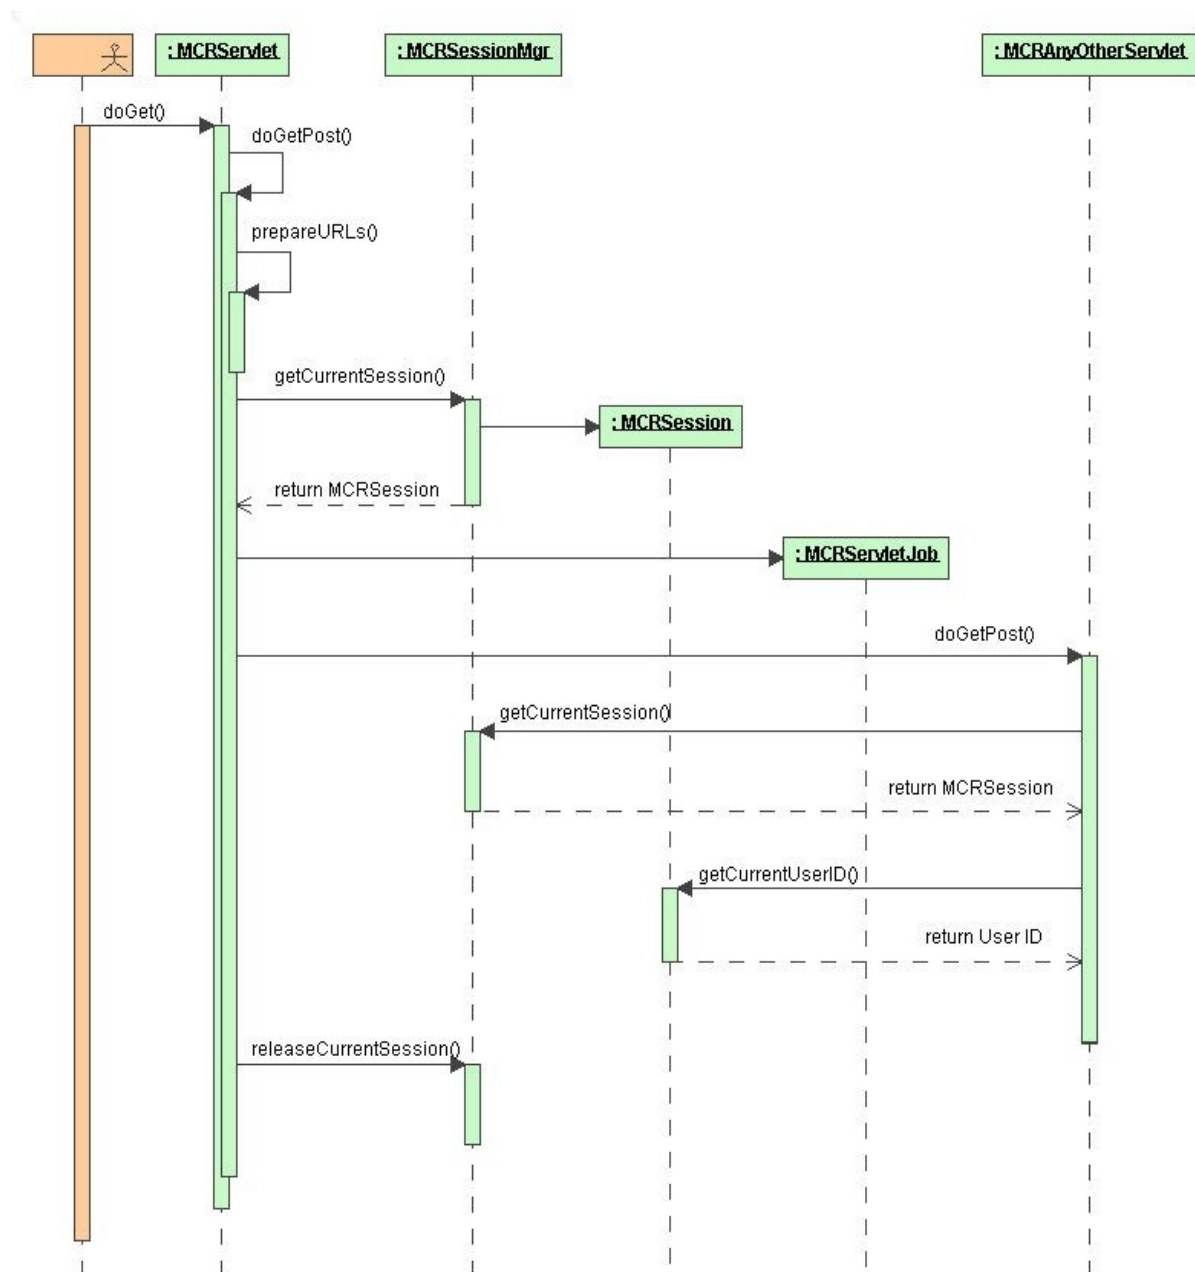 : MCRServlet
: MCRSessionMgr
: MCRAnyOtherServlet
doGet()
doGetPost()
prepareURLs()
getCurrentSession()
: MCRSession
return MCRSession
: MCRServletJob
doGetPost()
getCurrentSession()
return MCRSession
getCurrentUserID()
return User ID
releaseCurrentSession()